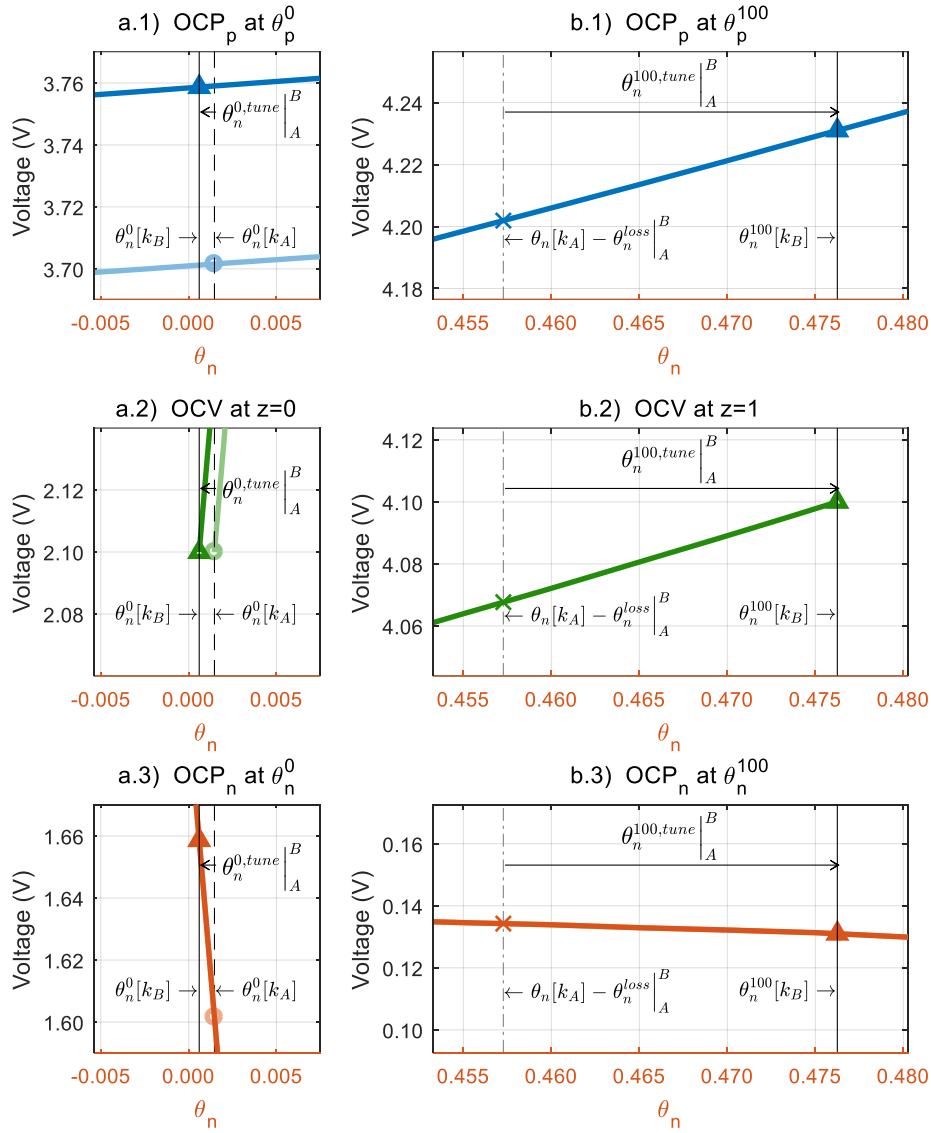 a.1) OCP_p at θ_p^0
Voltage (V)
3.76
3.74
3.72
3.70
θ_n^{0,tune}|_A^B
θ_n^0[k_B] →
← θ_n^0[k_A]
-0.005
0.000
0.005
θ_n
b.1) OCP_p at θ_p^{100}
Voltage (V)
4.24
4.22
4.20
4.18
θ_n^{100,tune}|_A^B
← θ_n[k_A] − θ_n^{loss}|_A^B
θ_n^{100}[k_B] →
0.455
0.460
0.465
0.470
0.475
0.480
θ_n
a.2) OCV at z=0
Voltage (V)
2.12
2.10
2.08
θ_n^{0,tune}|_A^B
θ_n^0[k_B] →
← θ_n^0[k_A]
-0.005
0.000
0.005
θ_n
b.2) OCV at z=1
Voltage (V)
4.12
4.10
4.08
4.06
θ_n^{100,tune}|_A^B
← θ_n[k_A] − θ_n^{loss}|_A^B
θ_n^{100}[k_B] →
0.455
0.460
0.465
0.470
0.475
0.480
θ_n
a.3) OCP_n at θ_n^0
Voltage (V)
1.66
1.64
1.62
1.60
θ_n^{0,tune}|_A^B
θ_n^0[k_B] →
← θ_n^0[k_A]
-0.005
0.000
0.005
θ_n
b.3) OCP_n at θ_n^{100}
Voltage (V)
0.16
0.14
0.12
0.10
θ_n^{100,tune}|_A^B
← θ_n[k_A] − θ_n^{loss}|_A^B
θ_n^{100}[k_B] →
0.455
0.460
0.465
0.470
0.475
0.480
θ_n